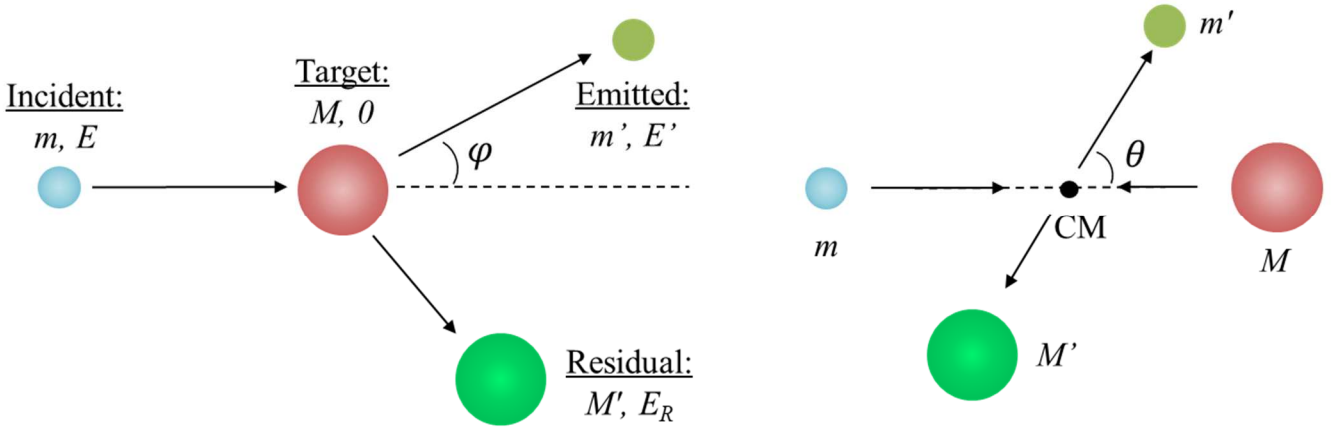 Incident:
m, E
Target:
M, 0
Emitted:
m’, E’
φ
Residual:
M', E_R
m
CM
θ
m'
M
M’